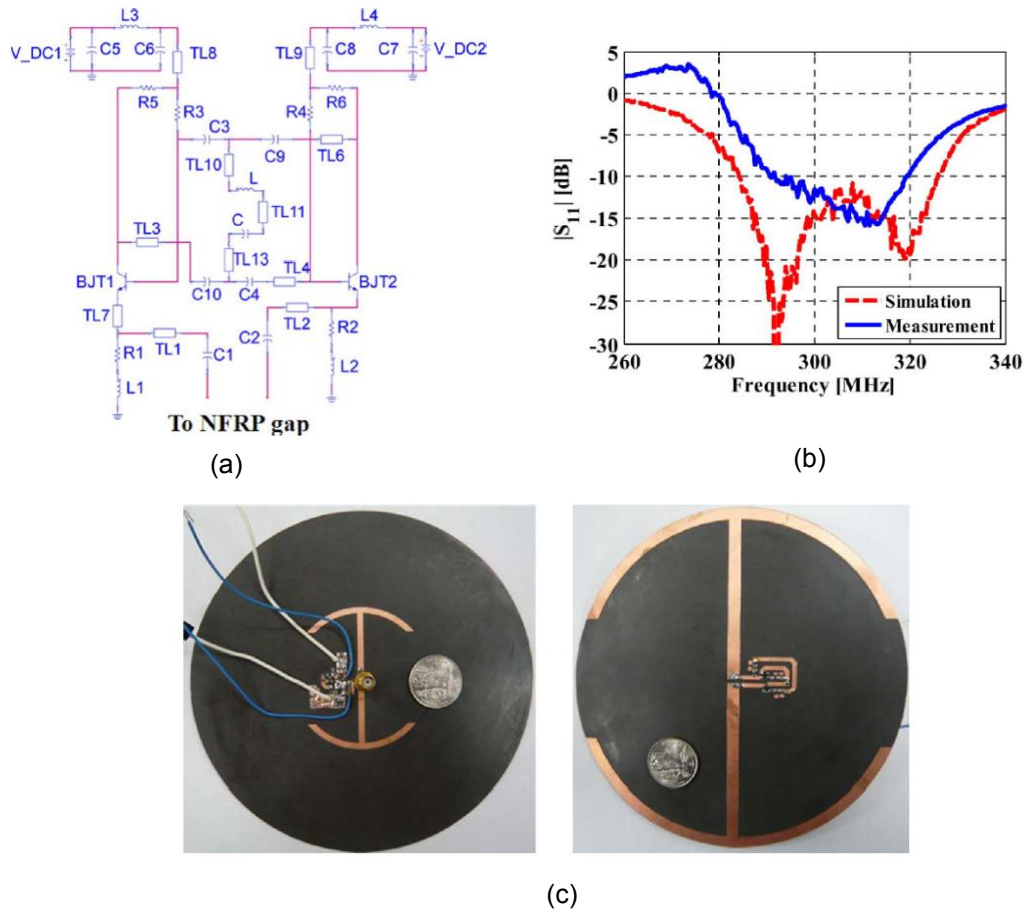 L3
L4
V_DC1
C5
C6
TL8
TL9
C8
C7
V_DC2
R5
R3
R4
R6
C3
C9
TL6
TL10
L
TL11
C
TL3
TL13
TL4
BJT1
C10
C4
BJT2
TL7
TL2
R2
TL1
C2
R1
C1
L1
L2
To NFRP gap
(a)
|S11| [dB]
5
0
-5
-10
-15
-20
-25
-30
260
280
300
320
340
Simulation
Measurement
Frequency [MHz]
(b)
(c)